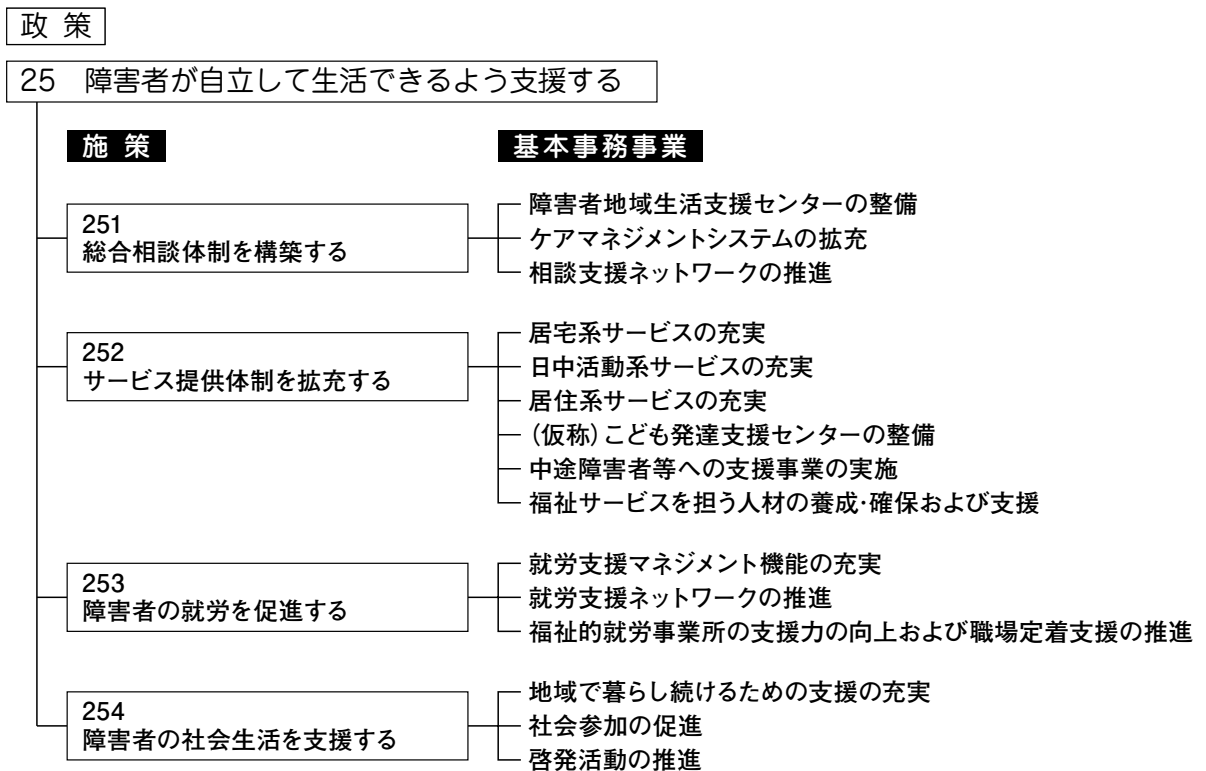 政 策
25 障害者が自立して生活できるよう支援する
施 策
基本事務事業
251
総合相談体制を構築する
障害者地域生活支援センターの整備
ケアマネジメントシステムの拡充
相談支援ネットワークの推進
252
サービス提供体制を拡充する
居宅系サービスの充実
日中活動系サービスの充実
居住系サービスの充実
(仮称)こども発達支援センターの整備
中途障害者等への支援事業の実施
福祉サービスを担う人材の養成・確保および支援
253
障害者の就労を促進する
就労支援マネジメント機能の充実
就労支援ネットワークの推進
福祉的就労事業所の支援力の向上および職場定着支援の推進
254
障害者の社会生活を支援する
地域で暮らし続けるための支援の充実
社会参加の促進
啓発活動の推進